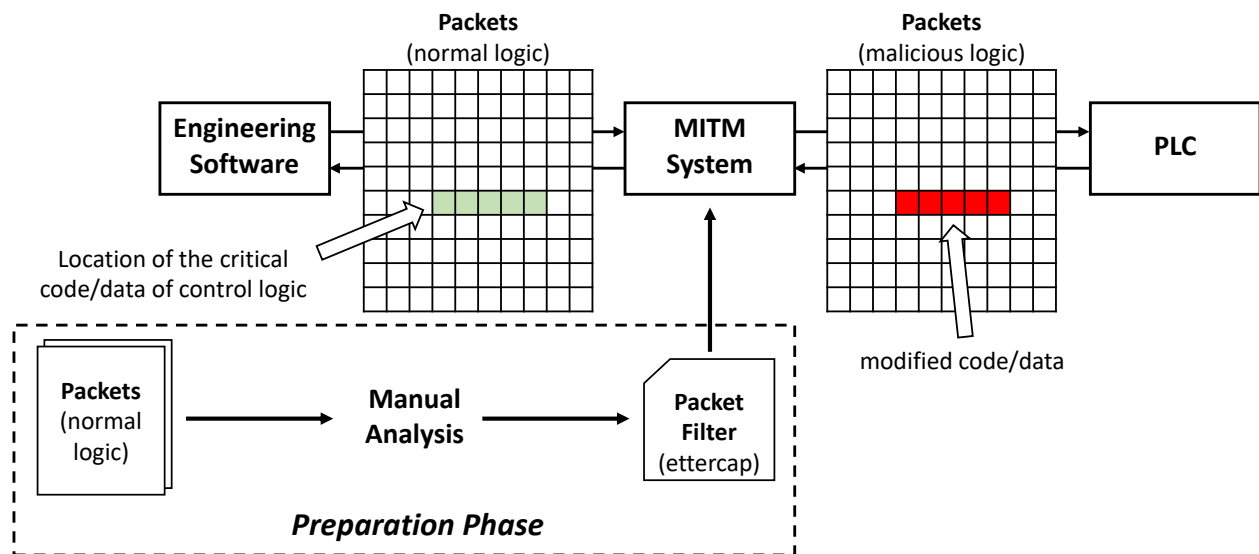 Packets
(normal logic)
Packets
(malicious logic)
Engineering
Software
MITM
System
PLC
Location of the critical
code/data of control logic
modified code/data
Packets
(normal
logic)
Manual
Analysis
Packet
Filter
(ettercap)
Preparation Phase